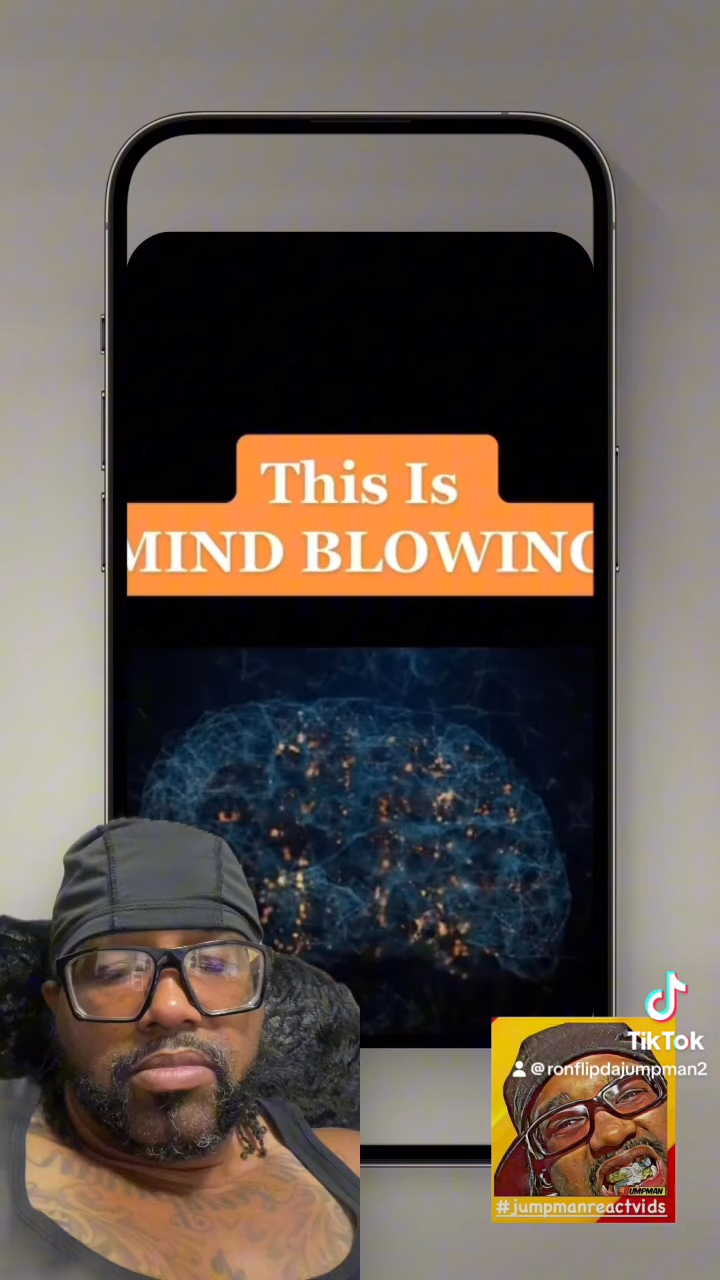 This Is
MIND BLOWING
TikTok
@ronflipdajumpman2
JUMPMAN
#jumpmanreactvids